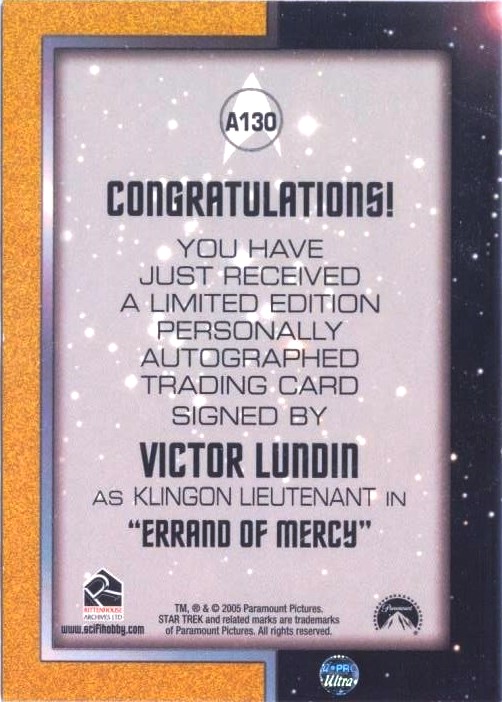 A130
CONGRATULATIONS!
YOU HAVE
JUST RECEIVED
A LIMITED EDITION
PERSONALLY
AUTOGRAPHED
TRADING CARD
SIGNED BY
VICTOR LUNDIN
AS KLINGON LIEUTENANT IN
"ERRAND OF MERCY"
RITTENHOUSE
ARCHIVES LTD
www.scifihobby.com
TM, ® & © 2005 Paramount Pictures.
STAR TREK and related marks are trademarks
of Paramount Pictures. All rights reserved.
Paramount
Ultra